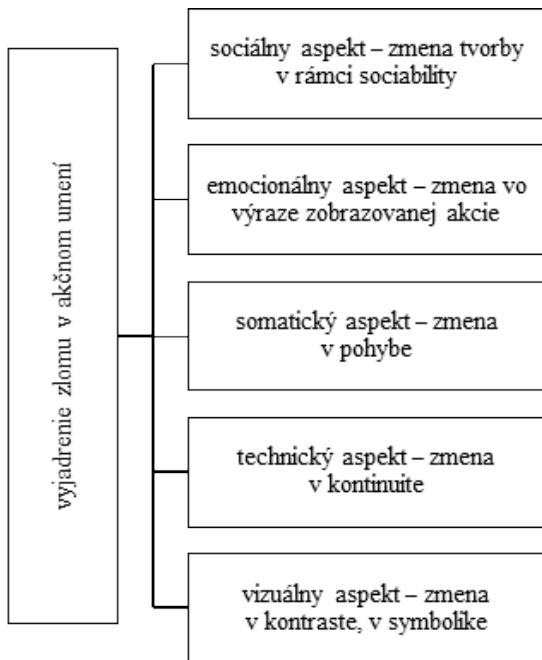 vyjadrenie zlomu v akčnom umení
sociálny aspekt – zmena tvorby
v rámci sociability
emocionálny aspekt – zmena vo
výraze zobrazovanej akcie
somatický aspekt – zmena
v pohybe
technický aspekt – zmena
v kontinuite
vizuálny aspekt – zmena
v kontraste, v symbolike